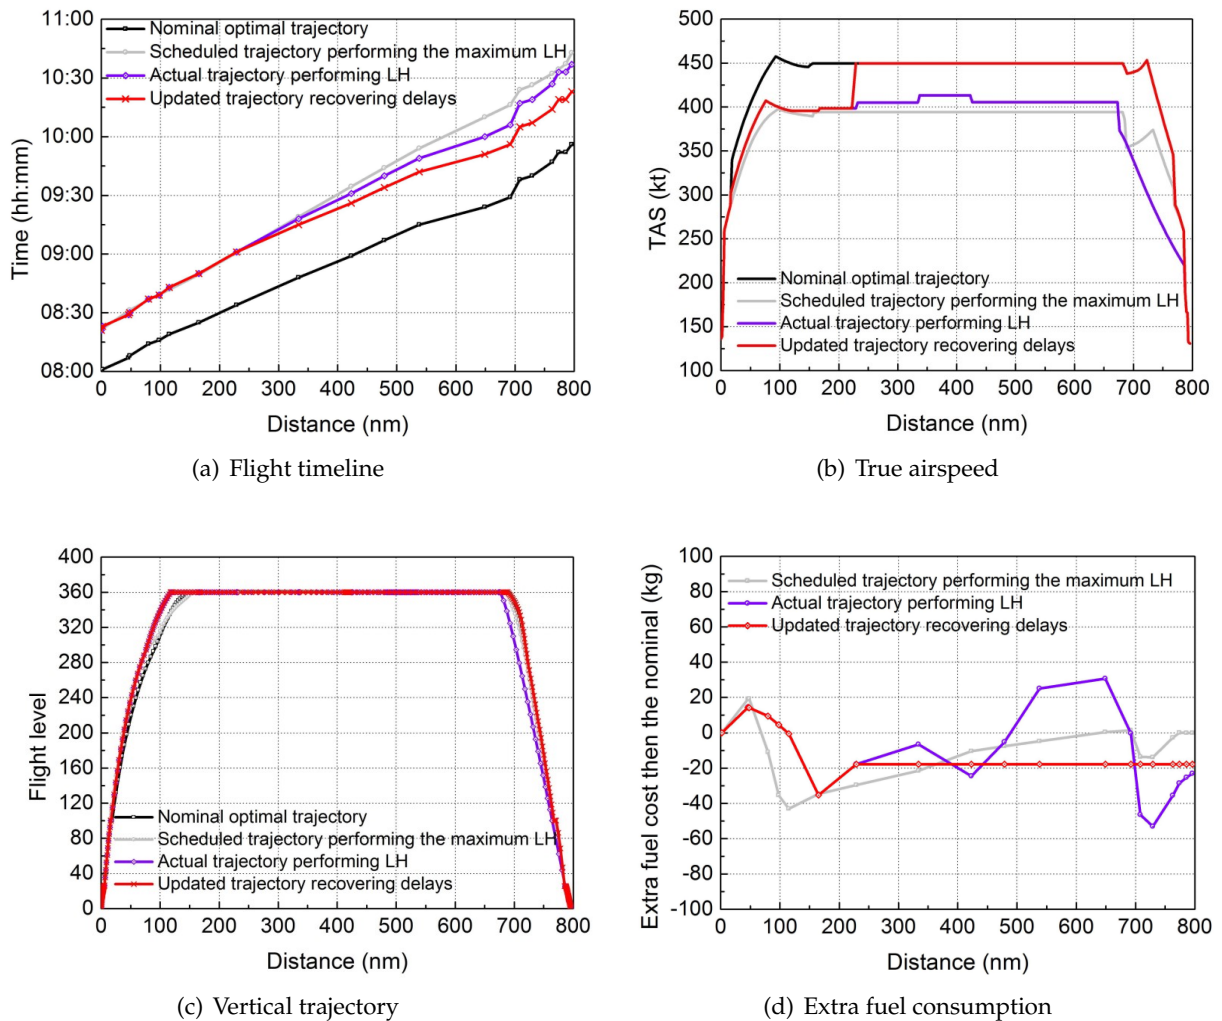 11:00
10:30
10:00
09:30
09:00
08:30
08:00
Time (hh:mm)
Nominal optimal trajectory
Scheduled trajectory performing the maximum LH
Actual trajectory performing LH
Updated trajectory recovering delays
0 100 200 300 400 500 600 700 800
Distance (nm)
(a) Flight timeline
500
450
400
350
300
250
200
150
100
TAS (kt)
Nominal optimal trajectory
Scheduled trajectory performing the maximum LH
Actual trajectory performing LH
Updated trajectory recovering delays
0 100 200 300 400 500 600 700 800
Distance (nm)
(b) True airspeed
400
360
320
280
240
200
160
120
80
40
0
Flight level
Nominal optimal trajectory
Scheduled trajectory performing the maximum LH
Actual trajectory performing LH
Updated trajectory recovering delays
0 100 200 300 400 500 600 700 800
Distance (nm)
(c) Vertical trajectory
100
80
60
40
20
0
-20
-40
-60
-80
-100
Extra fuel cost then the nominal (kg)
Scheduled trajectory performing the maximum LH
Actual trajectory performing LH
Updated trajectory recovering delays
0 100 200 300 400 500 600 700 800
Distance (nm)
(d) Extra fuel consumption